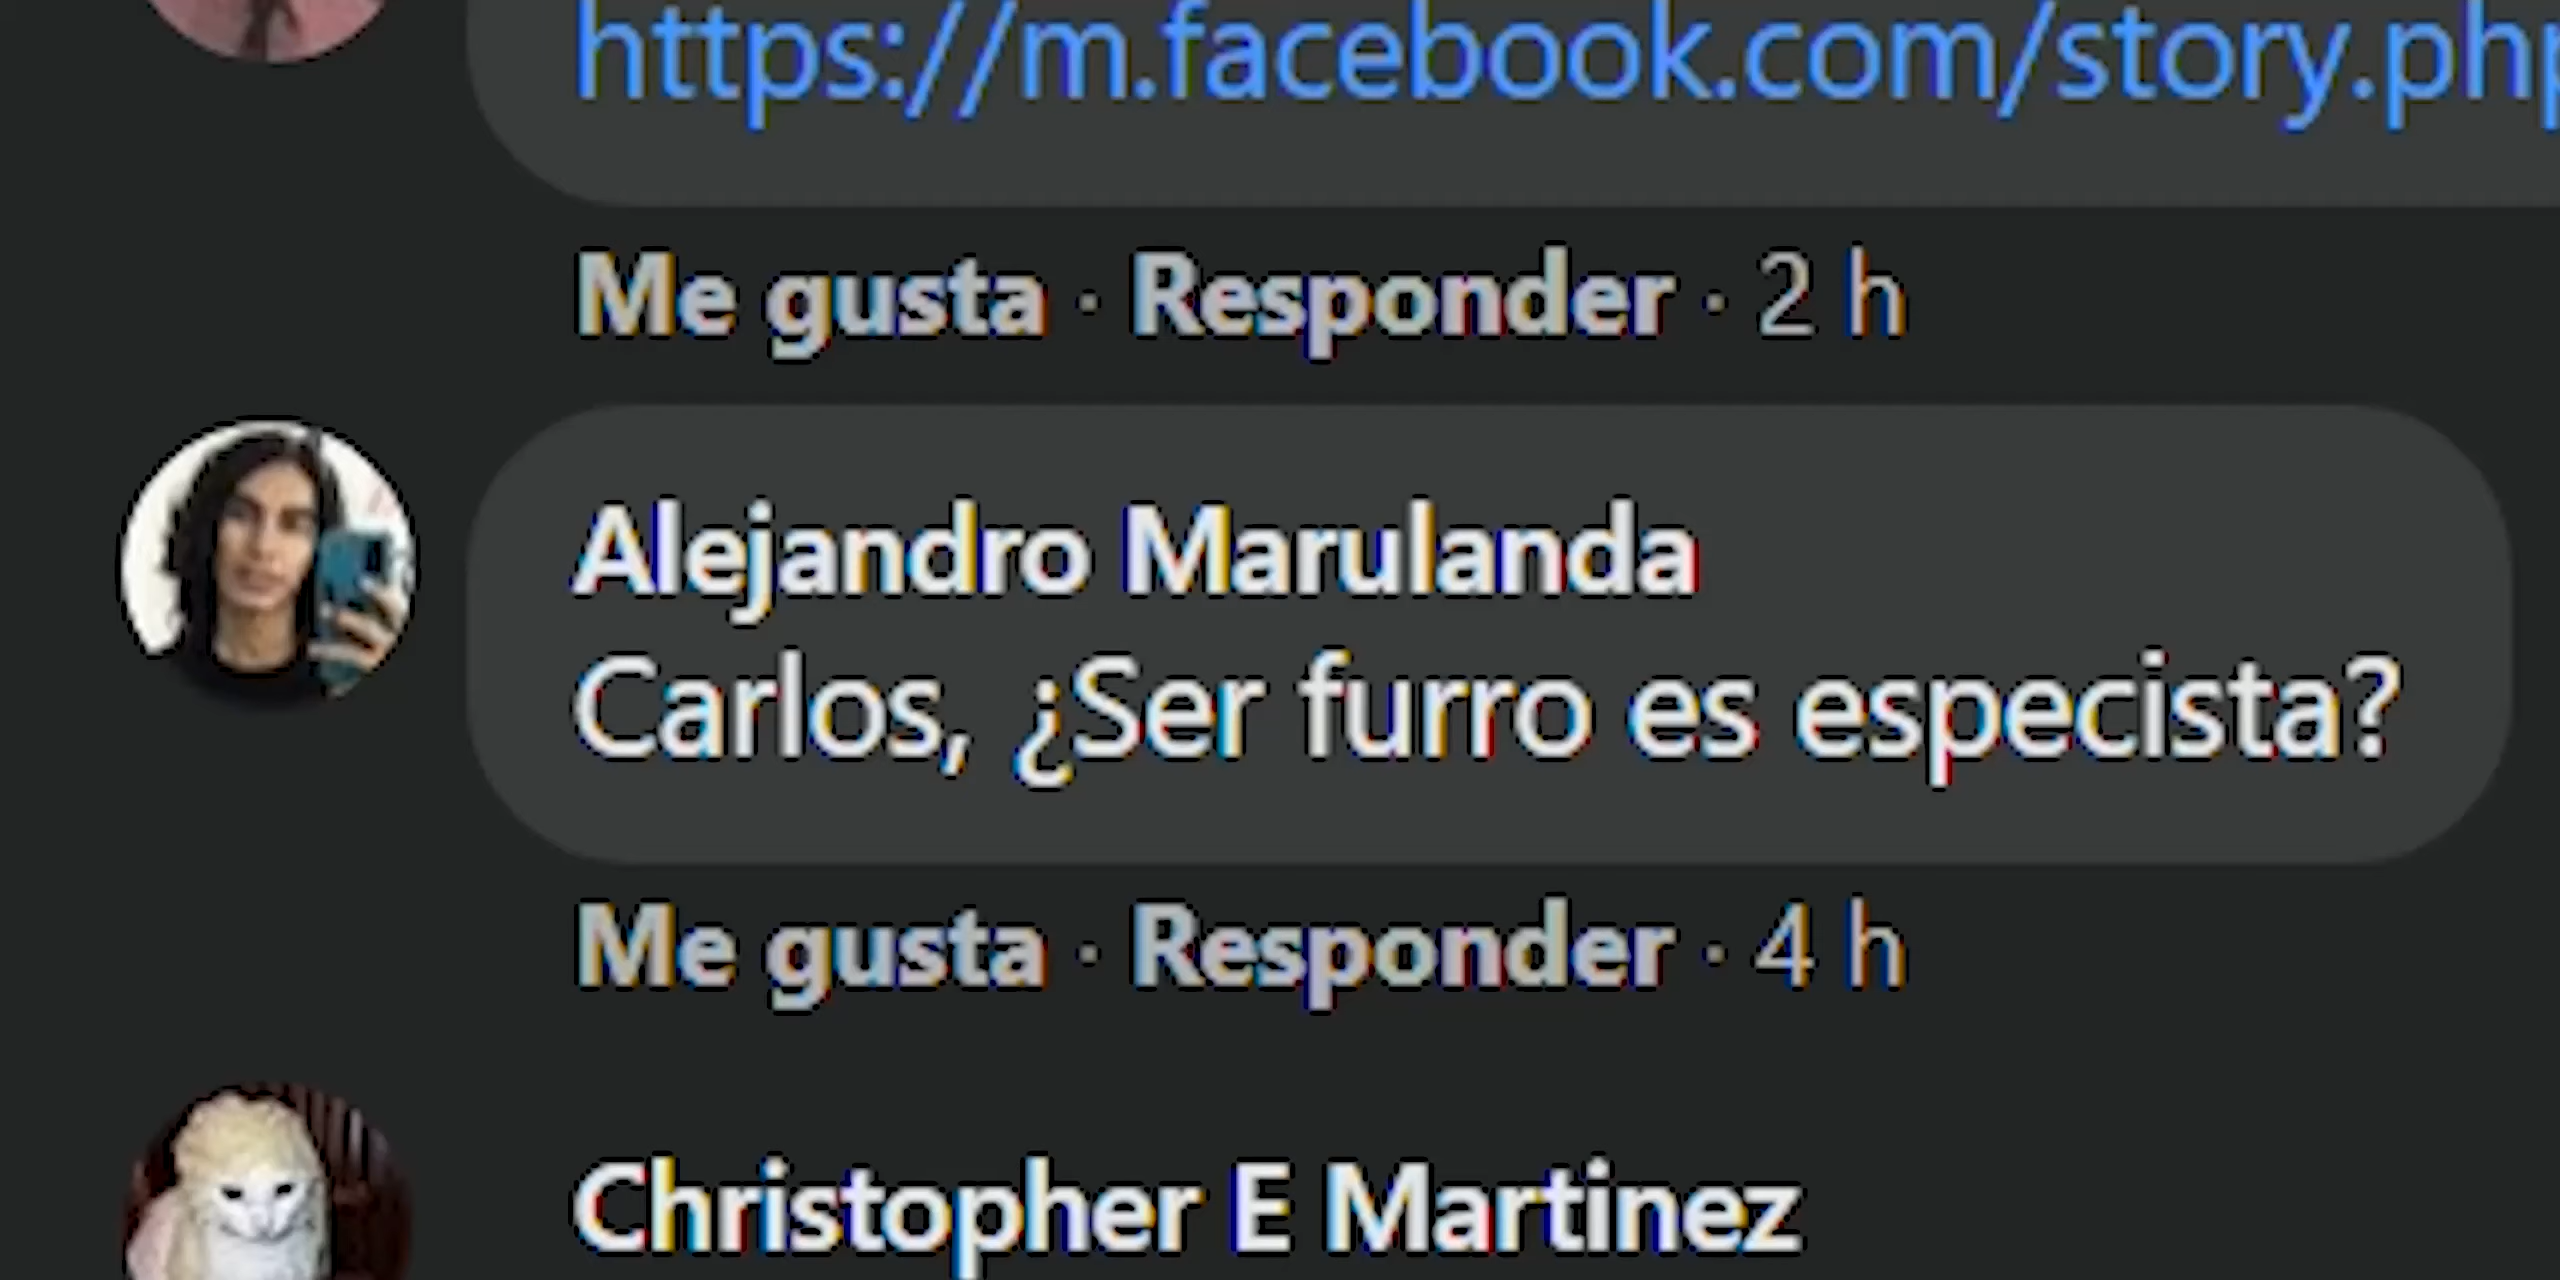 https://m.facebook.com/story.php
Me gusta · Responder · 2 h
Alejandro Marulanda
Carlos, ¿Ser furro es especista?
Me gusta · Responder · 4 h
Christopher E Martinez